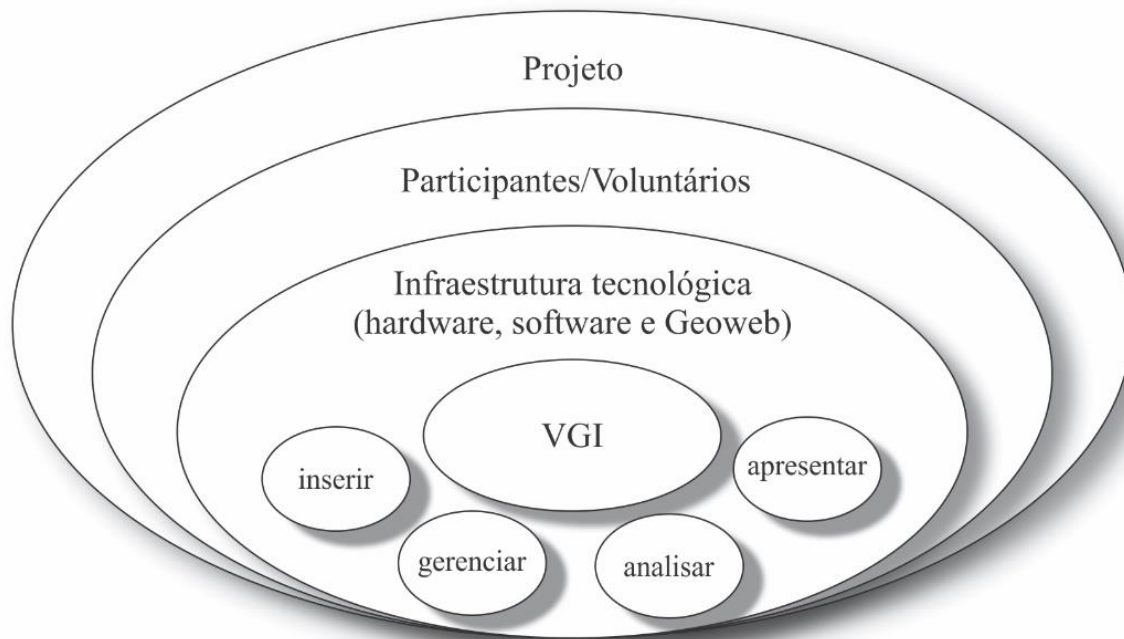 Projeto
Participantes/Voluntários
Infraestrutura tecnológica
(hardware, software e Geoweb)
VGI
inserir
apresentar
gerenciar
analisar